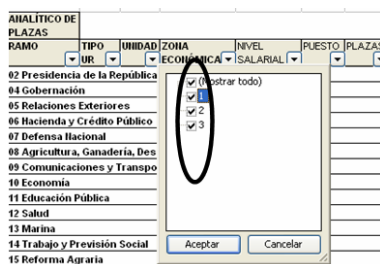 ANALÍTICO DE
PLAZAS
RAMO TIPO UR UNIDAD ZONA ECONÓMICA NIVEL SALARIAL PUESTO PLAZAS
02 Presidencia de la República
04 Gobernación
05 Relaciones Exteriores
06 Hacienda y Crédito Público
07 Defensa Nacional
08 Agricultura, Ganadería, Des
09 Comunicaciones y Transpo
10 Economía
11 Educación Pública
12 Salud
13 Marina
14 Trabajo y Previsión Social
15 Reforma Agraria
(Mostrar todo)
1
2
3
Aceptar Cancelar